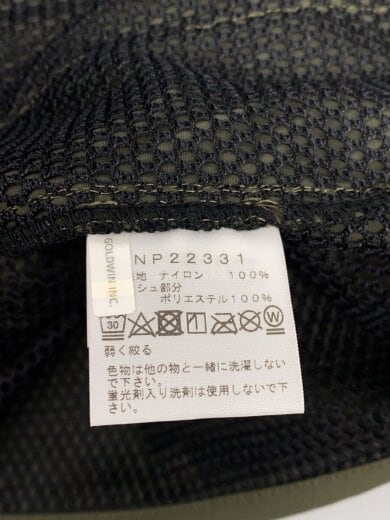 GOLDWIN INC.
NP22331
地 ナイロン 100%
シュ部分
ポリエステル100%
30
W
弱く絞る
色物は他の物と一緒に洗濯しない
で下さい。
蛍光剤入り洗剤は使用しない下
さい。